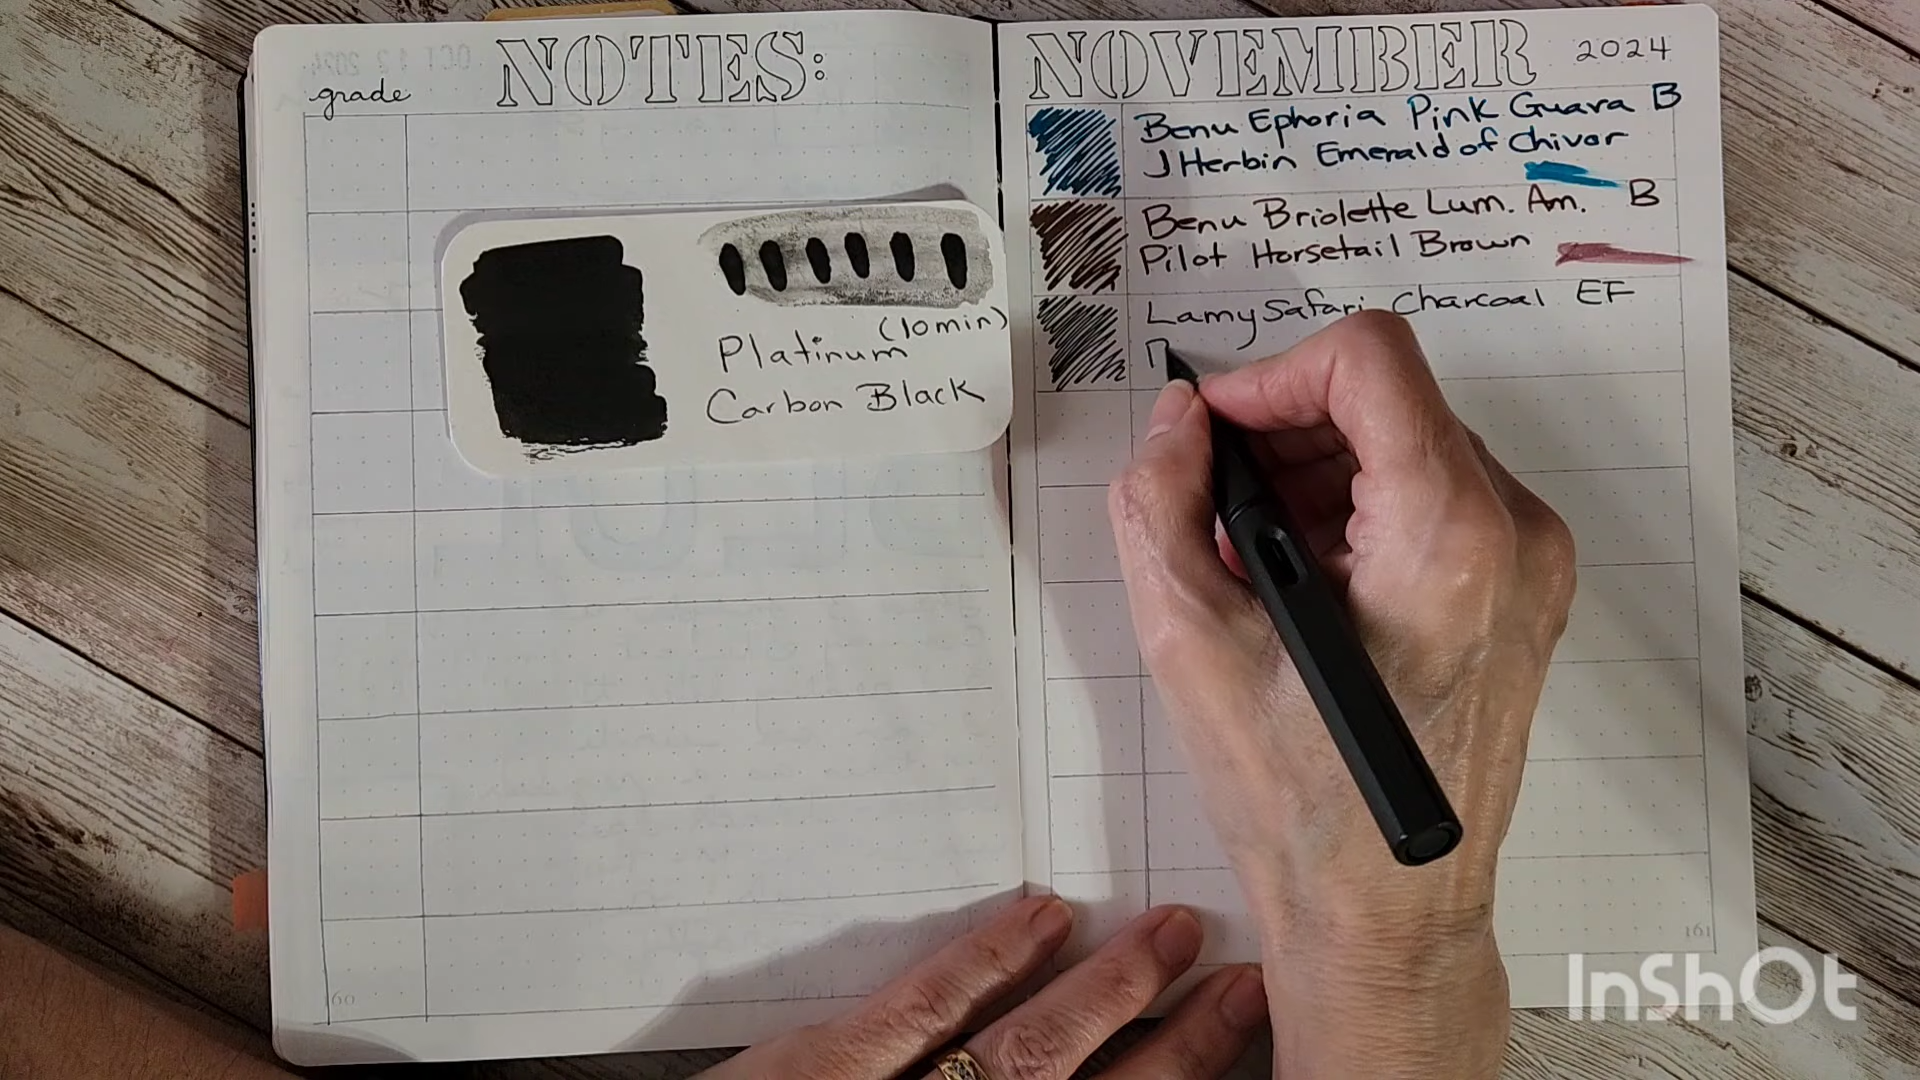 NOTES:
grade
(10min)
Platinum
Carbon Black
160
NOVEMBER 2024
Benu Ephoria Pink Guava B
J Herbin Emerald of Chivor
Benu Briolette Lum. Am. B
Pilot Horsetail Brown
Lamy Safari Charcoal EF
161
InShOt